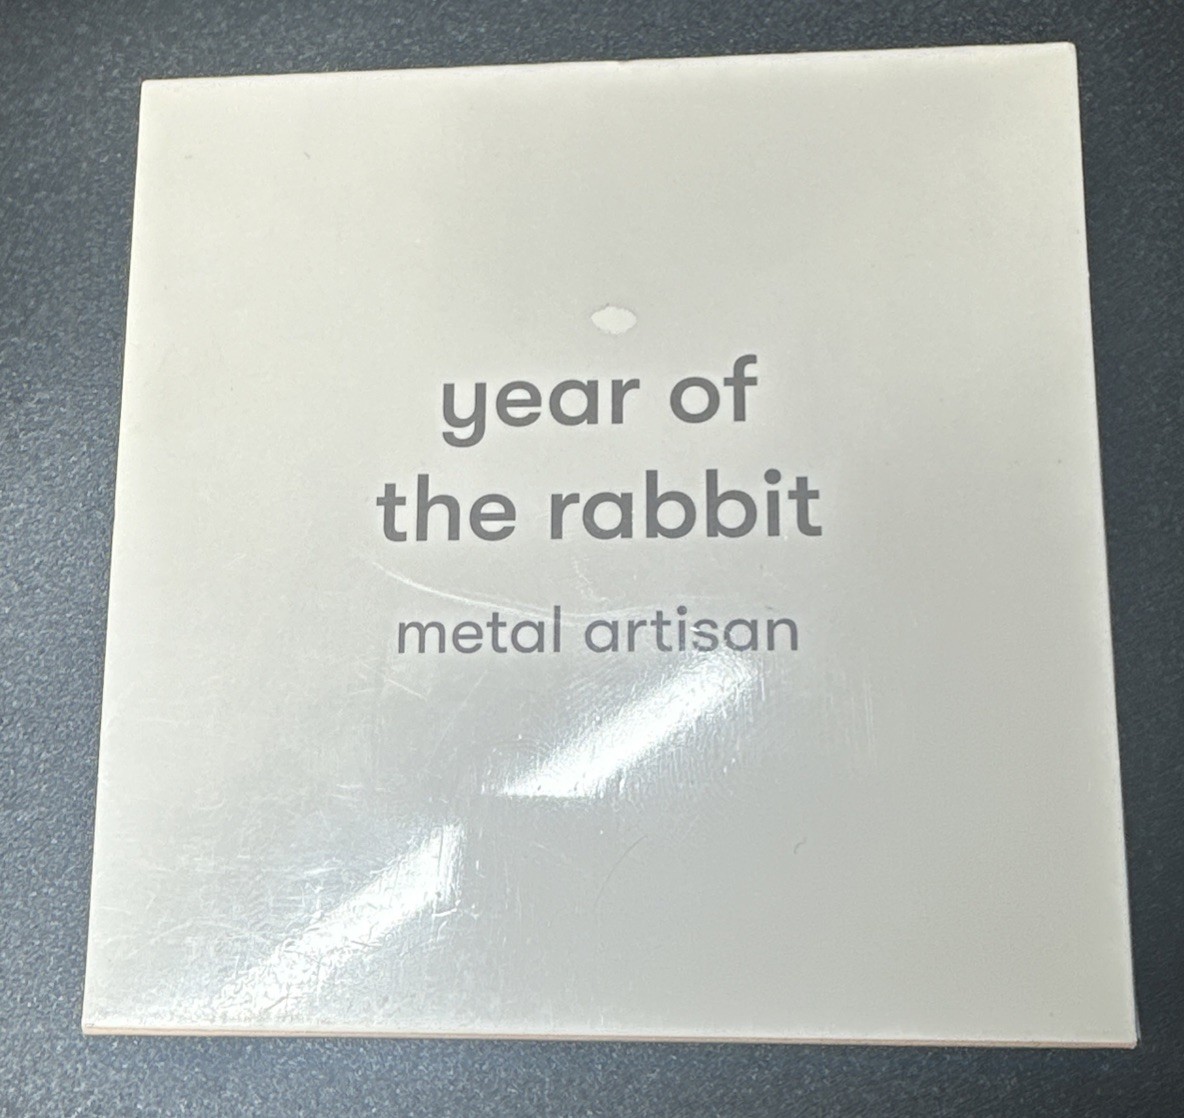 year of
the rabbit
metal artisan